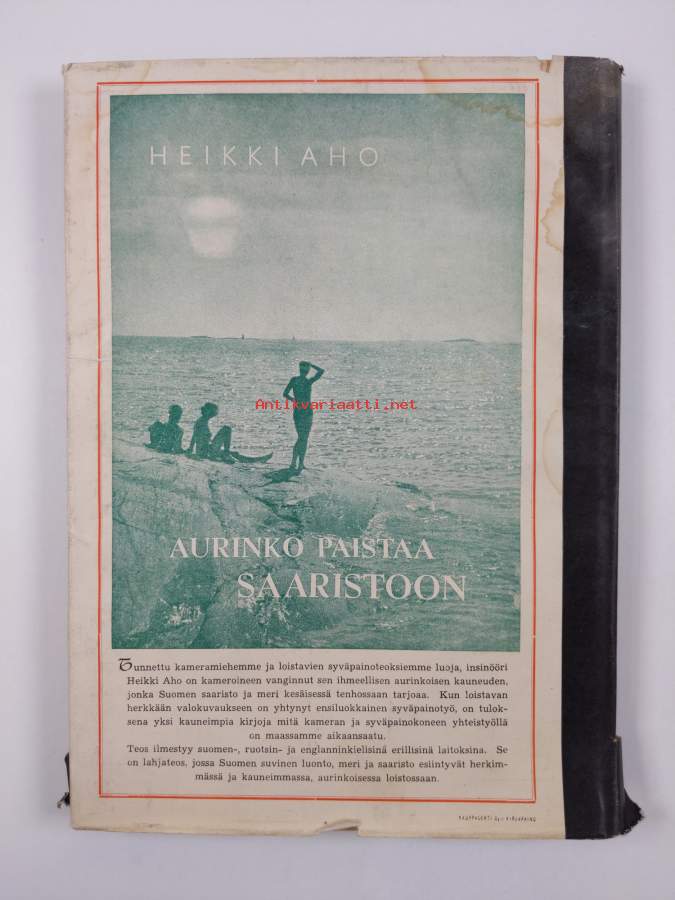 HEIKKI AHO
Antikvariaatti.net
AURINKO PAISTAA
SAARISTOON
Tunnettu kameramiehemme ja loistavien syväpainoteoksiemme luoja, insinööri
Heikki Aho on kameroineen vanginnut sen ihmeellisen aurinkoisen kauneuden,
jonka Suomen saaristo ja meri kesäisessä tenhossaan tarjoaa. Kun loistavan
herkkään valokuvaukseen on yhtynyt ensiluokkainen syväpainotyö, on tulok-
sena yksi kauneimpia kirjoja mitä kameran ja syväpainokoneen yhteistyöllä
on maassamme aikaansaatu.
Teos ilmestyy suomen-, ruotsin- ja englanninkielisinä erillisinä laitoksina. Se
on lahjateos, jossa Suomen suvinen luonto, meri ja saaristo esiintyvät herkim-
mässä ja kauneimmassa, aurinkoisessa loistossaan.
KAUPPALEHTI Oy:n KIRJAPAINO